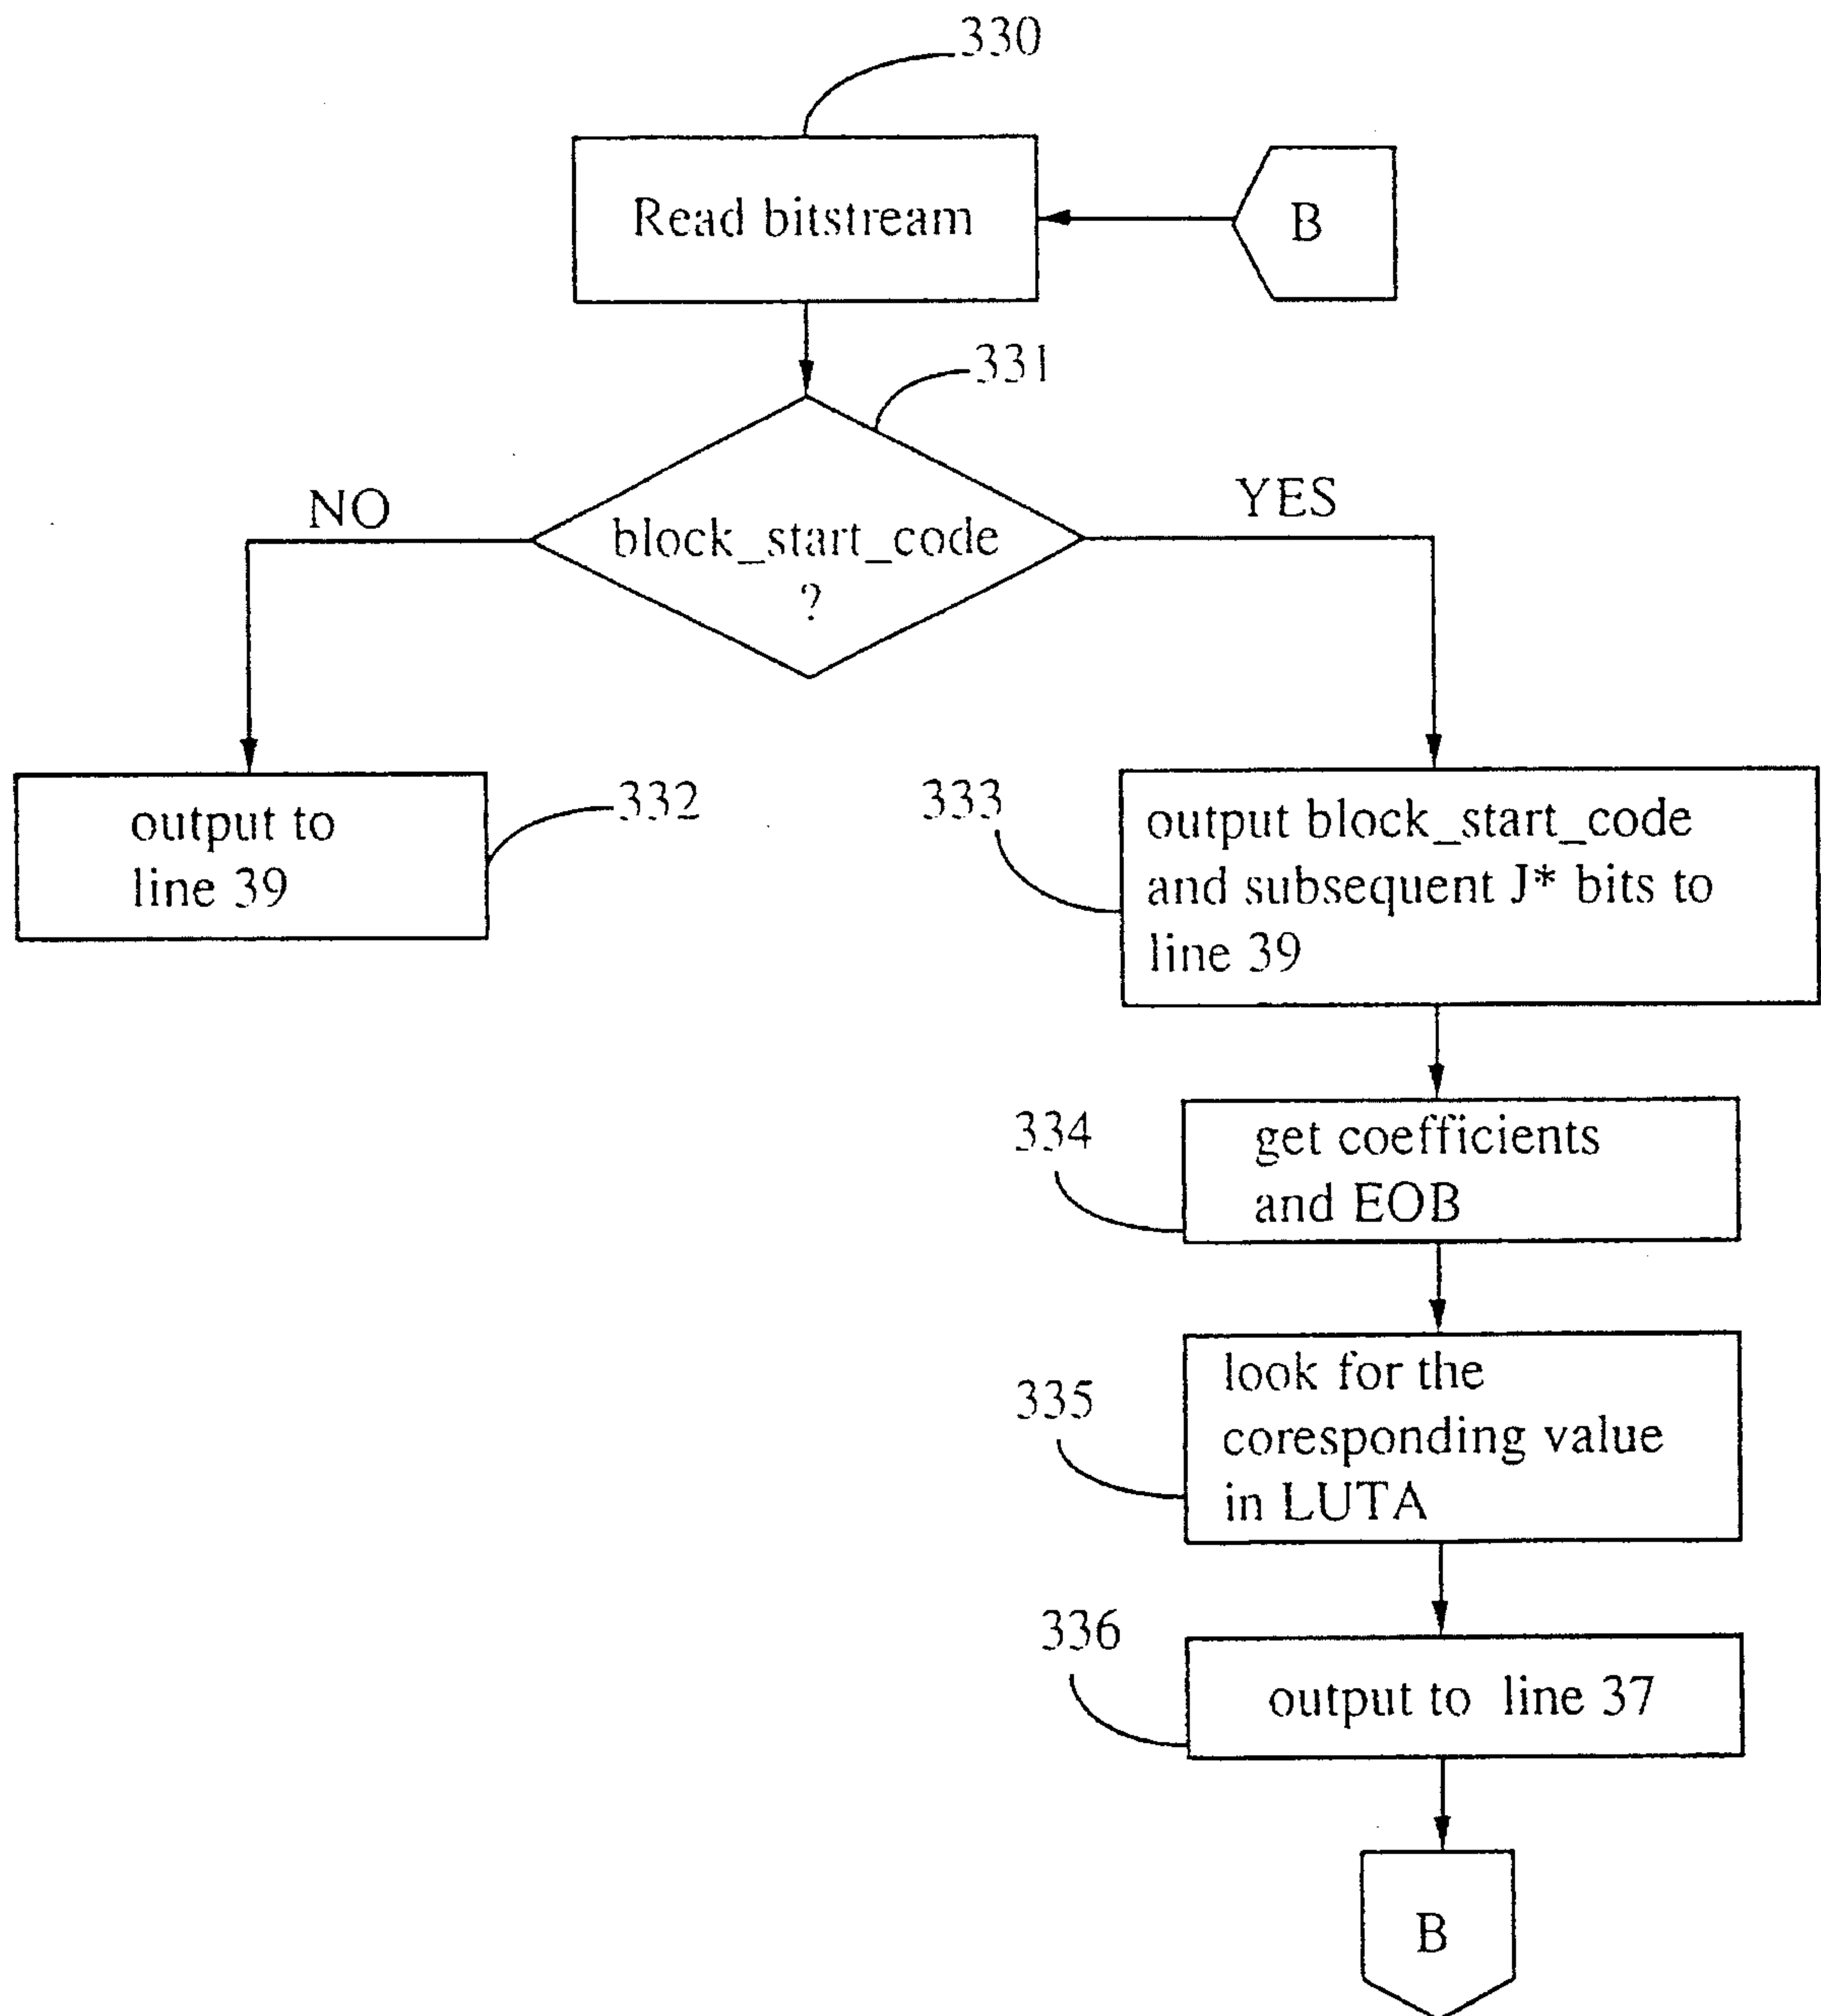 330
Read bitstream
B
331
NO
YES
block_start_code
?
output to
line 39
332
333
output block_start_code
and subsequent J* bits to
line 39
334
get coefficients
and EOB
335
look for the
coresponding value
in LUTA
336
output to line 37
B